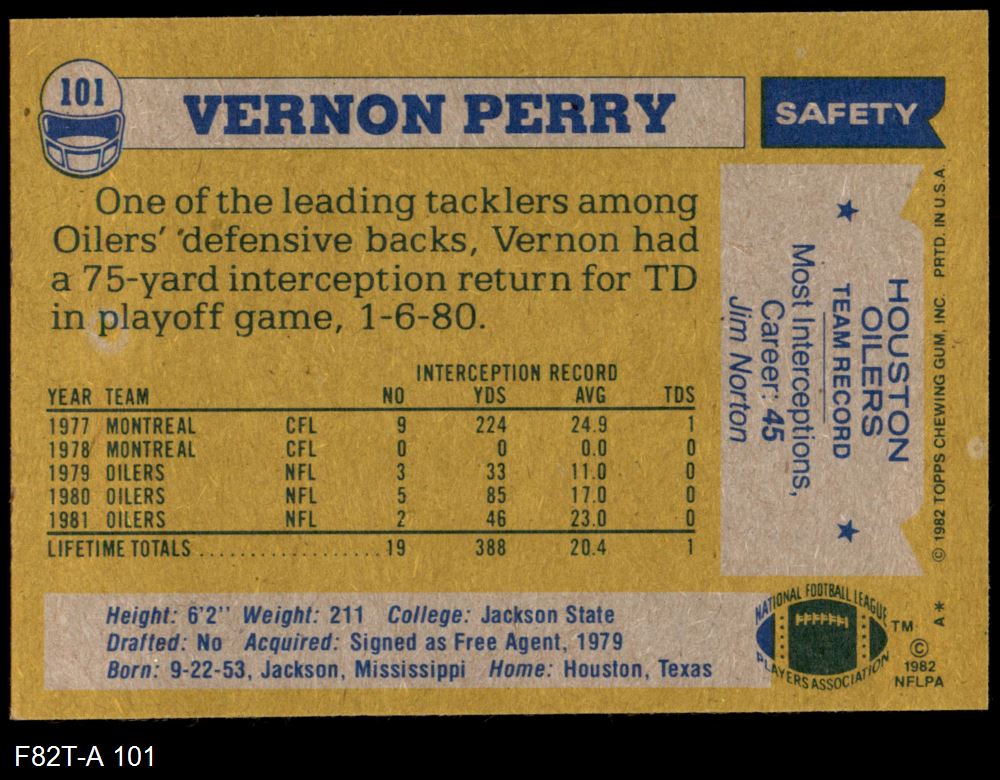 101
VERNON PERRY
SAFETY
One of the leading tacklers among
Oilers' defensive backs, Vernon had
a 75-yard interception return for TD
in playoff game, 1-6-80.
INTERCEPTION RECORD
YEAR TEAM NO YDS AVG TDS
1977 MONTREAL CFL 9 224 24.9 1
1978 MONTREAL CFL 0 0 0.0 0
1979 OILERS NFL 3 33 11.0 0
1980 OILERS NFL 5 85 17.0 0
1981 OILERS NFL 2 46 23.0 0
LIFETIME TOTALS .................. 19 388 20.4 1
HOUSTON
OILERS
TEAM RECORD
Most Interceptions,
Career: 45
Jim Norton
© 1982 TOPPS CHEWING GUM, INC. PRTD. IN U.S.A.
Height: 6'2" Weight: 211 College: Jackson State
Drafted: No Acquired: Signed as Free Agent, 1979
Born: 9-22-53, Jackson, Mississippi Home: Houston, Texas
NATIONAL FOOTBALL LEAGUE
PLAYERS ASSOCIATION
TM
A*
©
1982
NFLPA
F82T-A 101